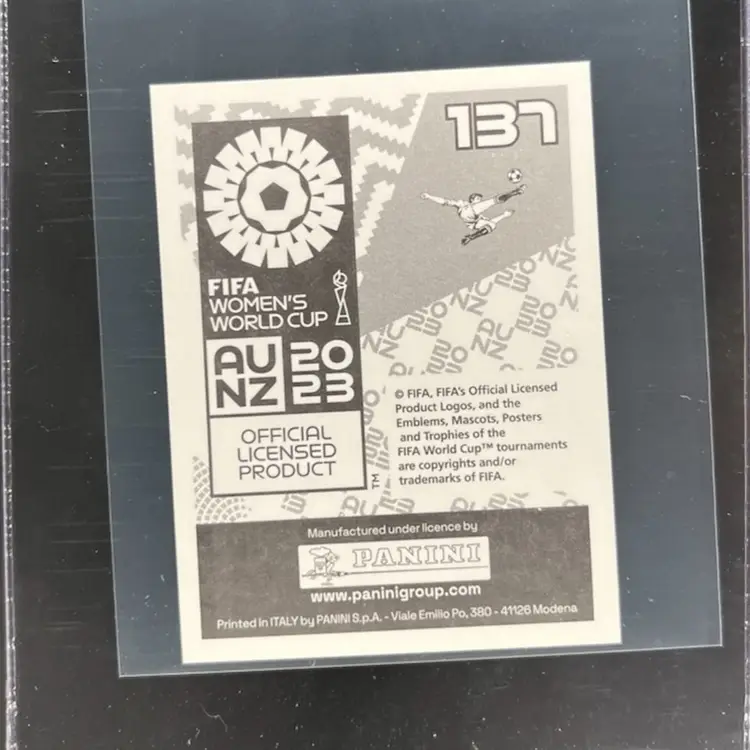 137
FIFA
WOMEN'S
WORLD CUP
AU 20
NZ 23
OFFICIAL
LICENSED
PRODUCT
TM
© FIFA, FIFA's Official Licensed
Product Logos, and the
Emblems, Mascots, Posters
and Trophies of the
FIFA World Cup™ tournaments
are copyrights and/or
trademarks of FIFA.
Manufactured under licence by
PANINI
www.paninigroup.com
Printed in ITALY by PANINI S.p.A. - Viale Emilio Po, 380 - 41126 Modena